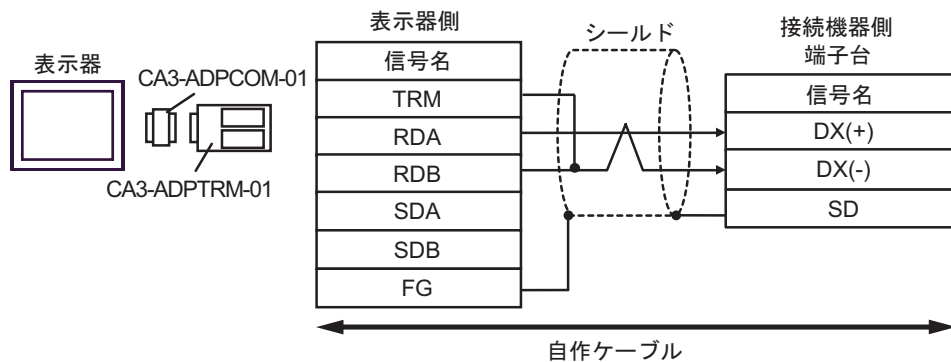 表示器
CA3-ADPCOM-01
CA3-ADPTRM-01
表示器側
信号名
TRM
RDA
RDB
SDA
SDB
FG
シールド
接続機器側
端子台
信号名
DX(+)
DX(-)
SD
自作ケーブル